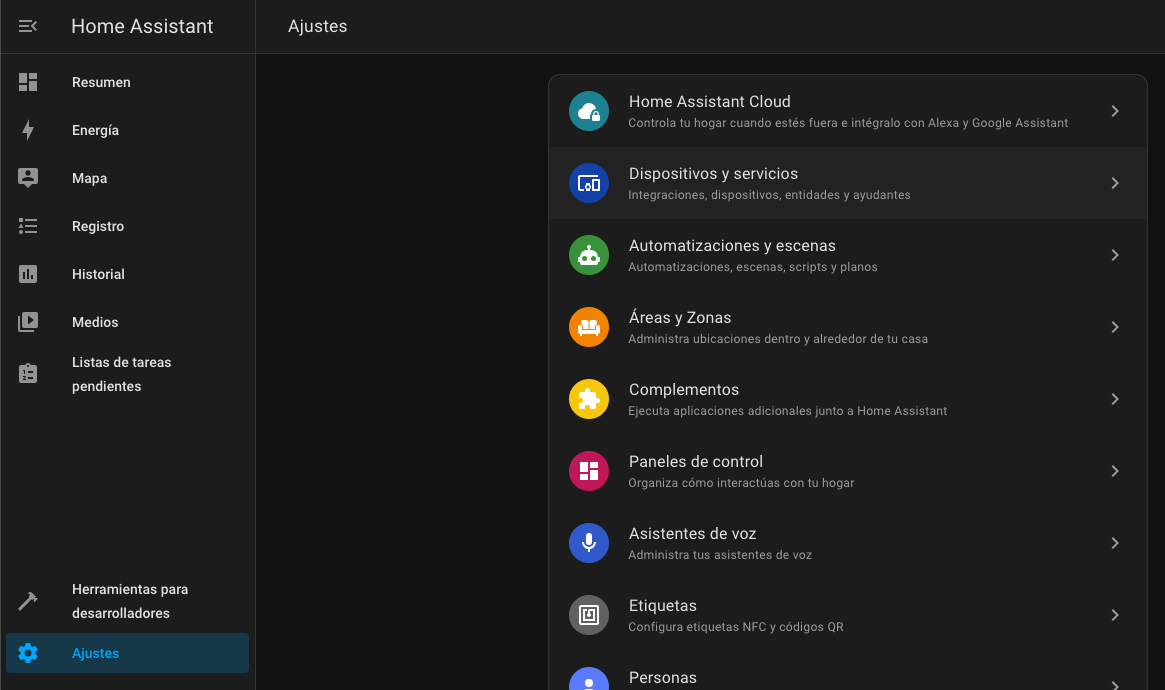 Home Assistant
Ajustes
Resumen
Energía
Mapa
Registro
Historial
Medios
Listas de tareas
pendientes
Herramientas para
desarrolladores
Ajustes
Home Assistant Cloud
Controla tu hogar cuando estés fuera e intégralo con Alexa y Google Assistant
Dispositivos y servicios
Integraciones, dispositivos, entidades y ayudantes
Automatizaciones y escenas
Automatizaciones, escenas, scripts y planos
Áreas y Zonas
Administra ubicaciones dentro y alrededor de tu casa
Complementos
Ejecuta aplicaciones adicionales junto a Home Assistant
Paneles de control
Organiza cómo interactúas con tu hogar
Asistentes de voz
Administra tus asistentes de voz
Etiquetas
Configura etiquetas NFC y códigos QR
Personas